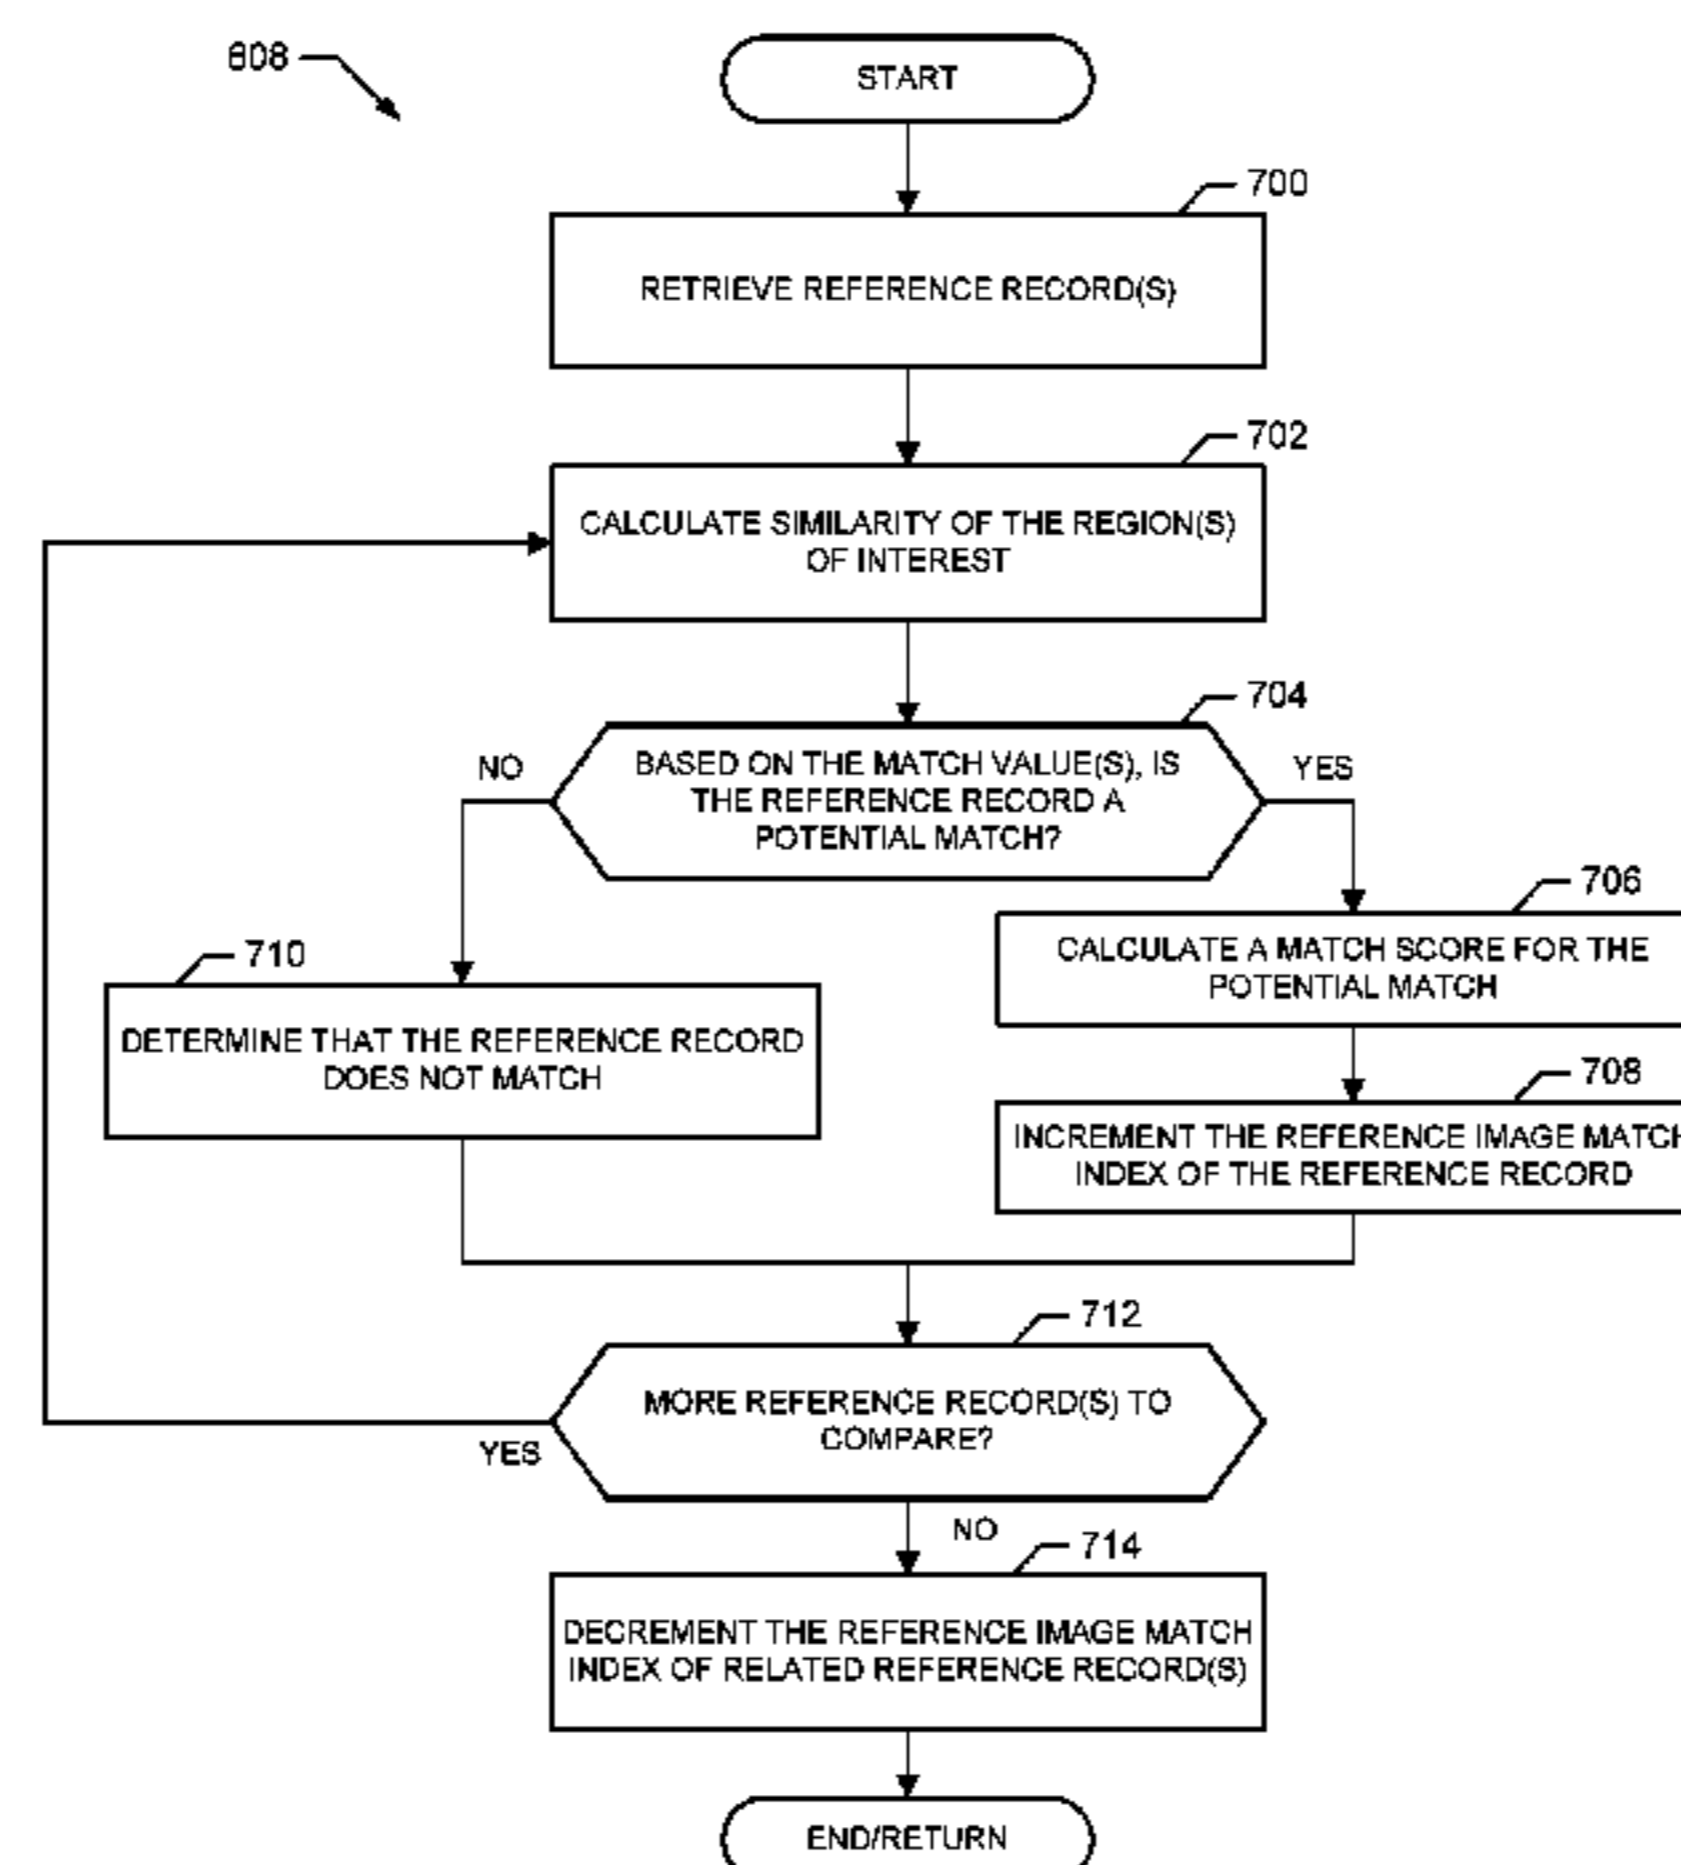 608
START
700
RETRIEVE REFERENCE RECORD(S)
702
CALCULATE SIMILARITY OF THE REGION(S)
OF INTEREST
704
NO
BASED ON THE MATCH VALUE(S), IS
THE REFERENCE RECORD A
POTENTIAL MATCH?
YES
706
CALCULATE A MATCH SCORE FOR THE
POTENTIAL MATCH
710
DETERMINE THAT THE REFERENCE RECORD
DOES NOT MATCH
708
INCREMENT THE REFERENCE IMAGE MATCH
INDEX OF THE REFERENCE RECORD
712
MORE REFERENCE RECORD(S) TO
COMPARE?
YES
NO
714
DECREMENT THE REFERENCE IMAGE MATCH
INDEX OF RELATED REFERENCE RECORD(S)
END/RETURN